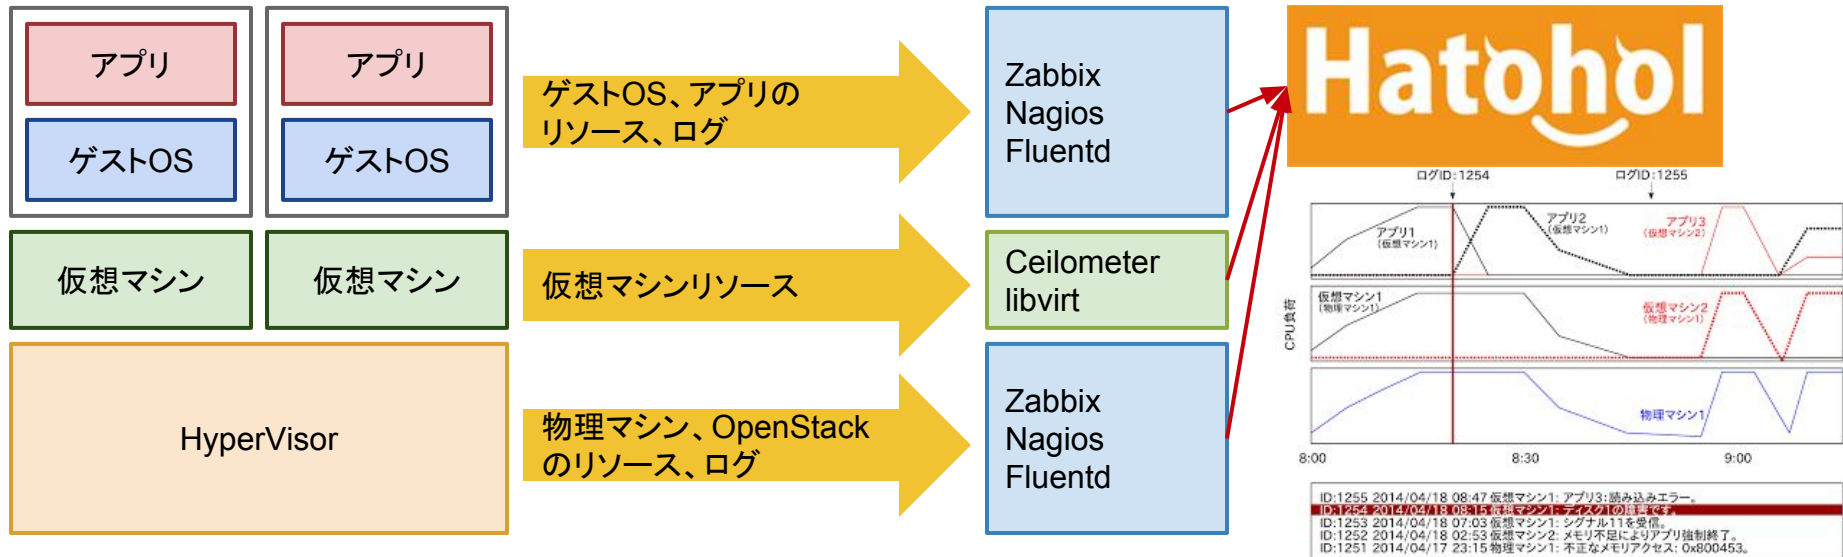 アプリ
アプリ
ゲストOS
ゲストOS
仮想マシン
仮想マシン
HyperVisor
ゲストOS、アプリの
リソース、ログ
仮想マシンリソース
物理マシン、OpenStack
のリソース、ログ
Zabbix
Nagios
Fluentd
Ceilometer
libvirt
Zabbix
Nagios
Fluentd
Hatohol
ログID:1254
ログID:1255
アプリ1
(仮想マシン1)
アプリ2
(仮想マシン1)
アプリ3
(仮想マシン2)
仮想マシン1
(物理マシン1)
仮想マシン2
(物理マシン1)
CPU負荷
物理マシン1
8:00
8:30
9:00
ID:1255 2014/04/18 08:47 仮想マシン1: アプリ3:読み込みエラー。
ID:1254 2014/04/18 08:15 仮想マシン1: ディスク1の障害です。
ID:1253 2014/04/18 07:03 仮想マシン1: シグナル11を受信。
ID:1252 2014/04/18 02:53 仮想マシン2: メモリ不足によりアプリ強制終了。
ID:1251 2014/04/17 23:15 物理マシン1: 不正なメモリアクセス: 0x800453。